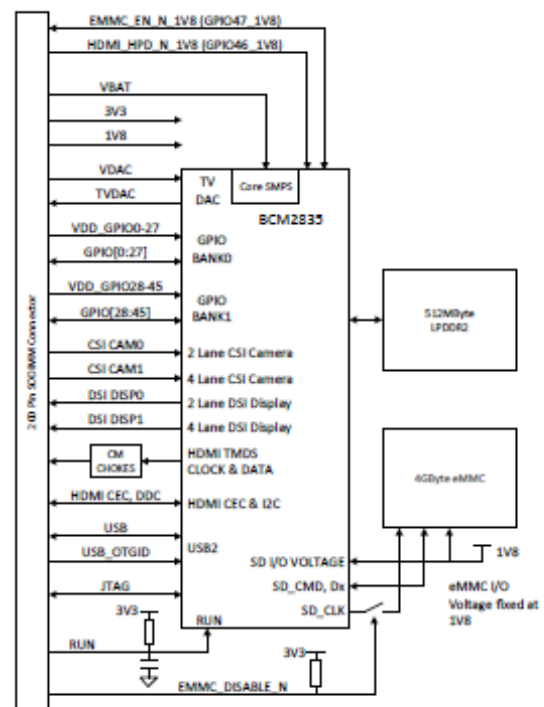 EMMC_EN_N_1V8 (GPIO47_1V8)
HDMI_HPD_N_1V8 (GPIO46_1V8)
VBAT
3V3
1V8
VDAC
TVDAC
VDD_GPIO0-27
GPIO[0:27]
VDD_GPIO28-45
GPIO[28:45]
CSI CAM0
CSI CAM1
DSI DISP0
DSI DISP1
CM
CHOKES
HDMI CEC, DDC
USB
USB_OTGID
JTAG
3V3
RUN
EMMC_DISABLE_N
3V3
200 Pin SODIMM Connector
TV
DAC
Core SMPS
BCM2835
GPIO
BANK0
GPIO
BANK1
2 Lane CSI Camera
4 Lane CSI Camera
2 Lane DSI Display
4 Lane DSI Display
HDMI TMDS
CLOCK & DATA
HDMI CEC & I2C
USB2
SD I/O VOLTAGE
SD_CMD, Dx
SD_CLK
RUN
512MByte
LPDDR2
4GByte eMMC
1V8
eMMC I/O
Voltage fixed at
1V8